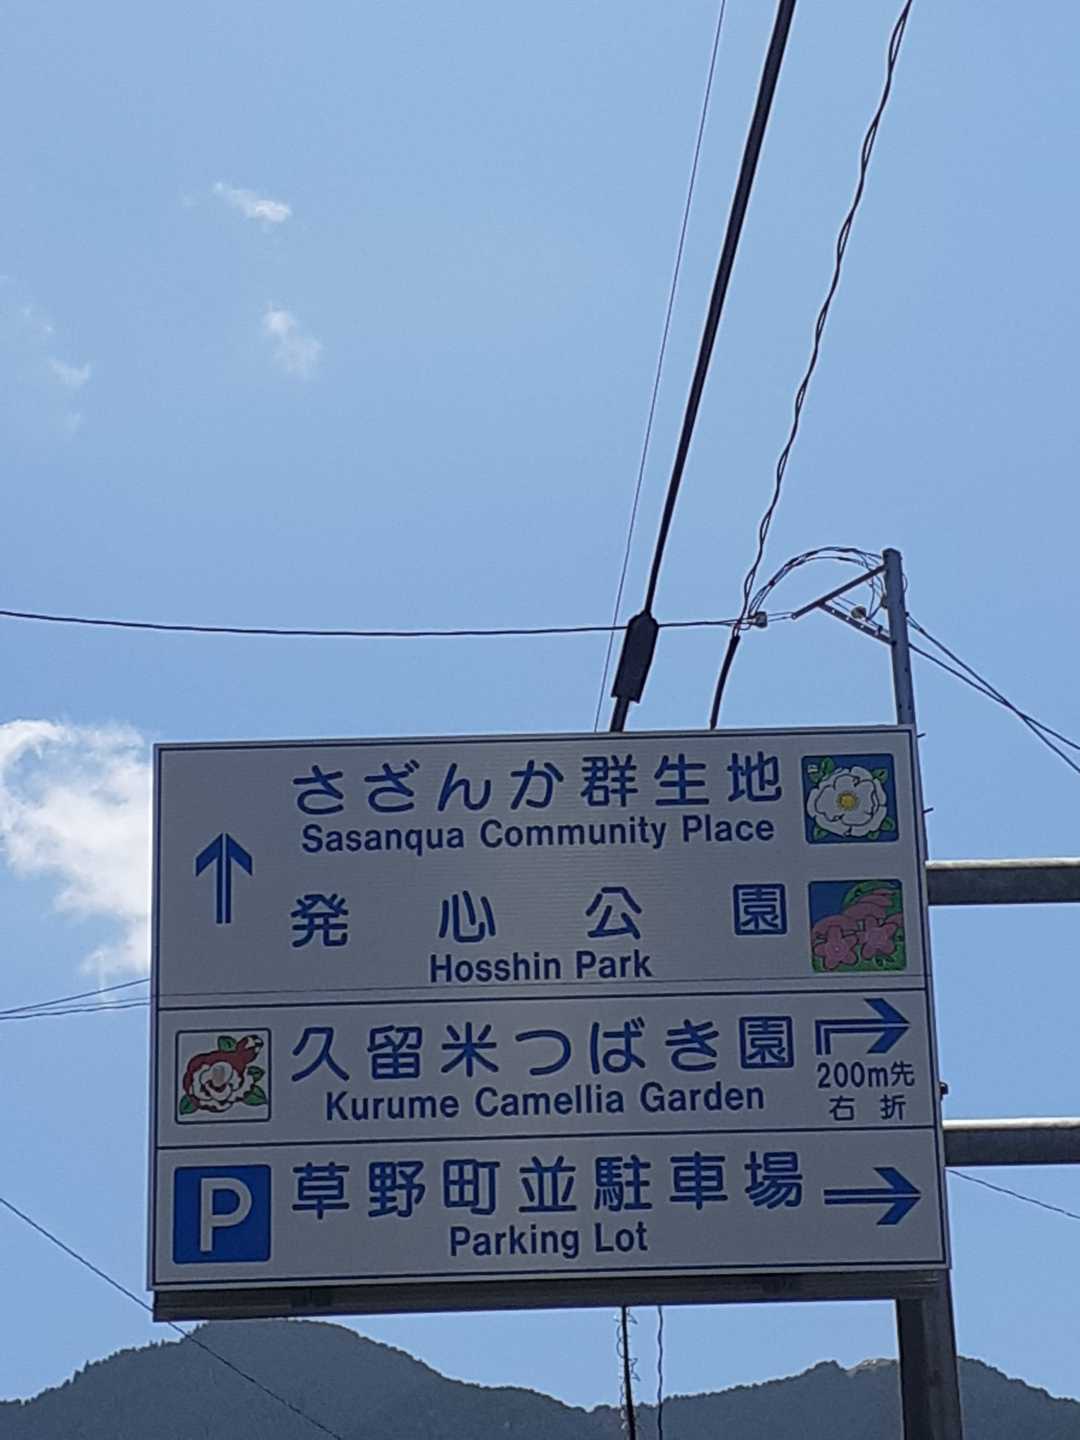 さざんか群生地
Sasanqua Community Place
発心公園
Hosshin Park
久留米つばき園
Kurume Camellia Garden
200m先
右折
P
草野町並駐車場
Parking Lot